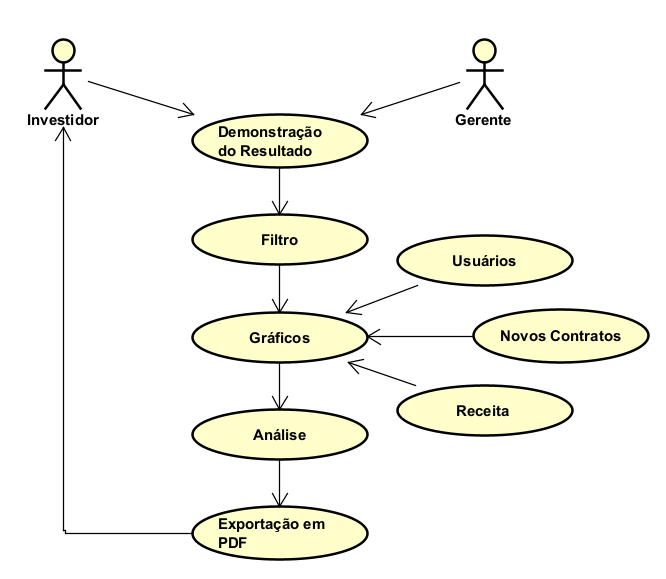 Investidor
Gerente
Demonstração
do Resultado
Filtro
Usuários
Gráficos
Novos Contratos
Receita
Análise
Exportação em
PDF